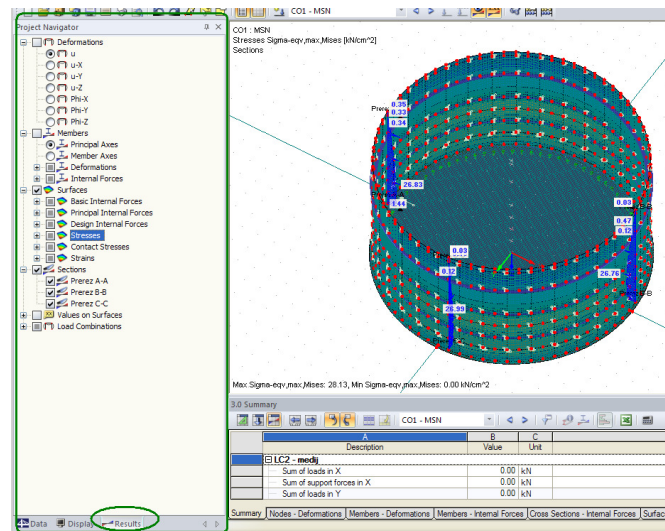 CO1 - MSN
Project Navigator
Deformations
u
u-X
u-Y
u-Z
Phi-X
Phi-Y
Phi-Z
Members
Principal Axes
Member Axes
Deformations
Internal Forces
Surfaces
Basic Internal Forces
Principal Internal Forces
Design Internal Forces
Stresses
Contact Stresses
Strains
Sections
Prerez A-A
Prerez B-B
Prerez C-C
Values on Surfaces
Load Combinations
Data Display Results
CO1 : MSN
Stresses Sigma-eqv,max,Mises [kN/cm^2]
Sections
0.35
0.33
0.34
26.83
1.44
0.03
0.47
0.12
26.76
0.03
0.12
26.99
Max Sigma-eqv,max,Mises: 28.13, Min Sigma-eqv,max,Mises: 0.00 kN/cm^2
3.0 Summary
CO1 - MSN
A B C
Description Value Unit
LC2 - medij
Sum of loads in X 0.00 kN
Sum of support forces in X 0.00 kN
Sum of loads in Y 0.00 kN
Summary Nodes - Deformations Members - Deformations Members - Internal Forces Cross Sections - Internal Forces Surfac